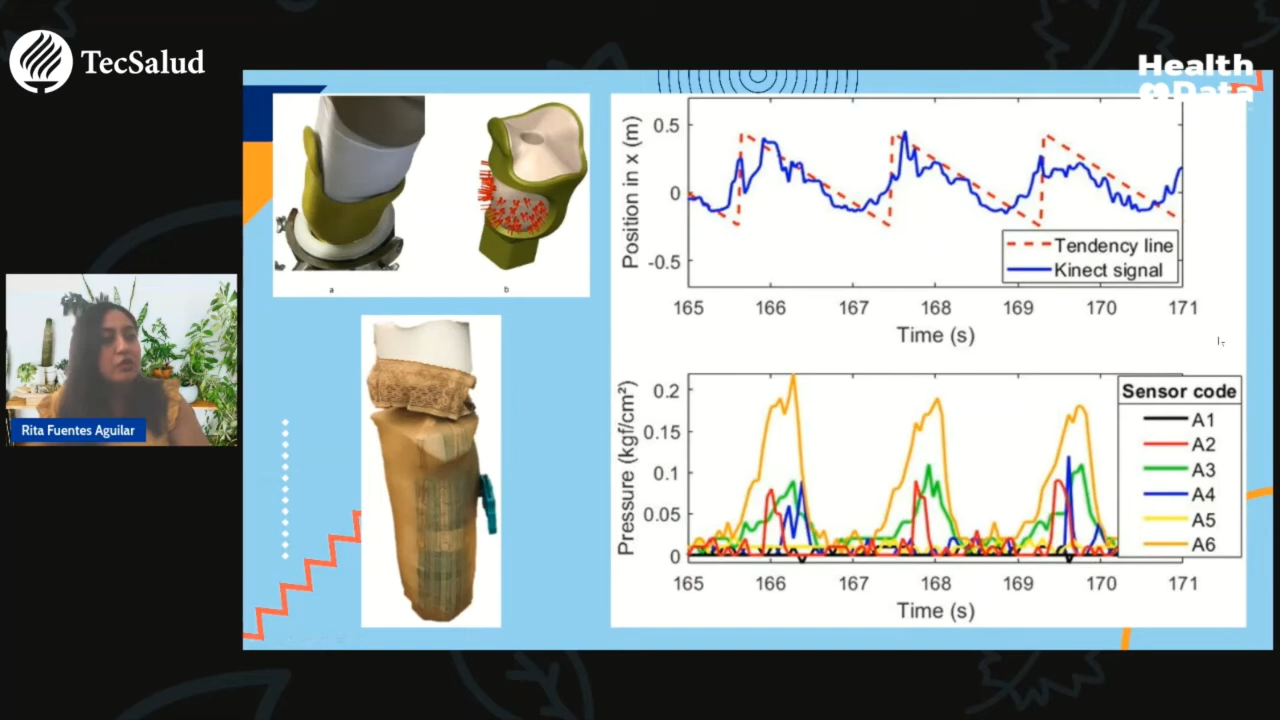 TecSalud
Health
Data
a
b
Rita Fuentes Aguilar
Position in x (m)
0.5
0
-0.5
Tendency line
Kinect signal
165 166 167 168 169 170 171
Time (s)
Pressure (kgf/cm²)
0.2
0.15
0.1
0.05
0
Sensor code
A1
A2
A3
A4
A5
A6
165 166 167 168 169 170 171
Time (s)